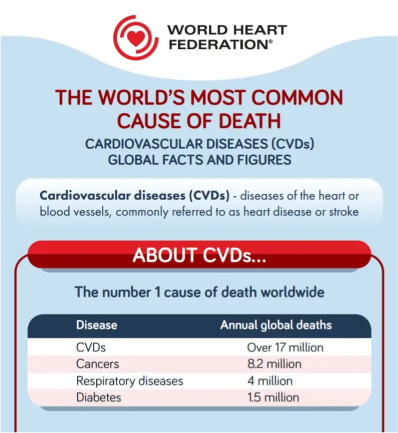 WORLD HEART
FEDERATION®
THE WORLD'S MOST COMMON
CAUSE OF DEATH
CARDIOVASCULAR DISEASES (CVDs)
GLOBAL FACTS AND FIGURES
Cardiovascular diseases (CVDs) - diseases of the heart or
blood vessels, commonly referred to as heart disease or stroke
ABOUT CVDs...
The number 1 cause of death worldwide
Disease Annual global deaths
CVDs Over 17 million
Cancers 8.2 million
Respiratory diseases 4 million
Diabetes 1.5 million